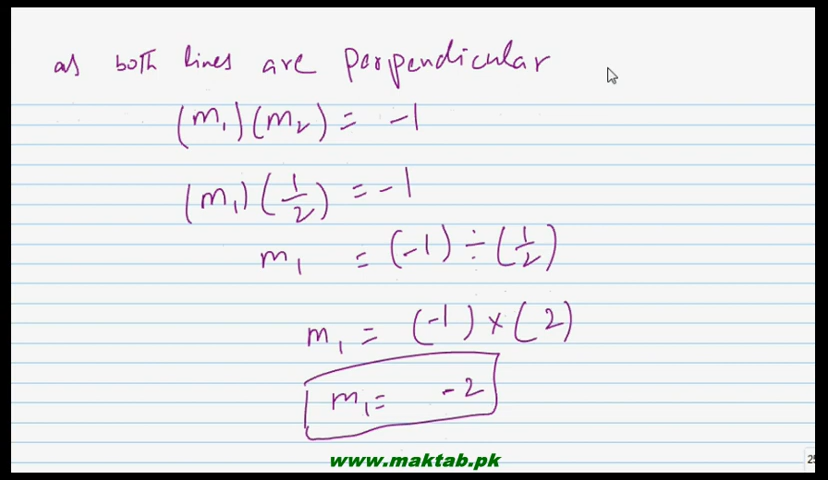 as both lines are perpendicular
(m₁)(m₂) = -1
(m₁)(1/2) = -1
m₁ = (-1) ÷ (1/2)
m₁ = (-1) × (2)
m₁ = -2
www.maktab.pk